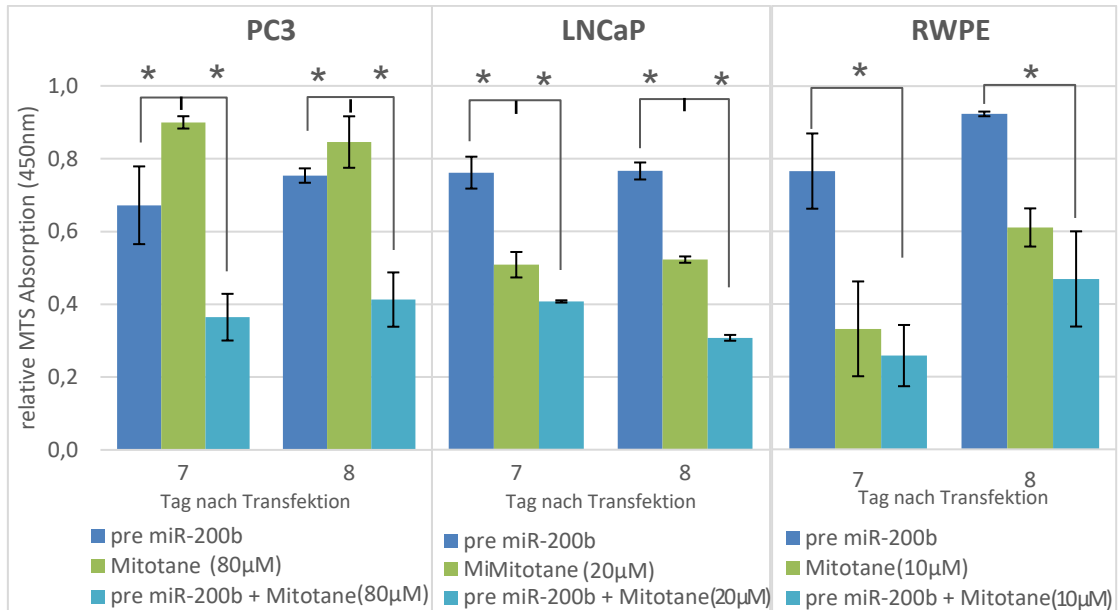 PC3 LNCaP RWPE
* * * * * * * * * *
relative MTS Absorption (450nm)
1,0
0,8
0,6
0,4
0,2
0,0
7 8 7 8 7 8
Tag nach Transfektion Tag nach Transfektion Tag nach Transfektion
pre miR-200b
Mitotane (80µM)
pre miR-200b + Mitotane(80µM)
pre miR-200b
MiMitotane(20µM)
pre miR-200b + Mitotane(20µM)
pre miR-200b
Mitotane(10µM)
pre miR-200b + Mitotane(10µM)